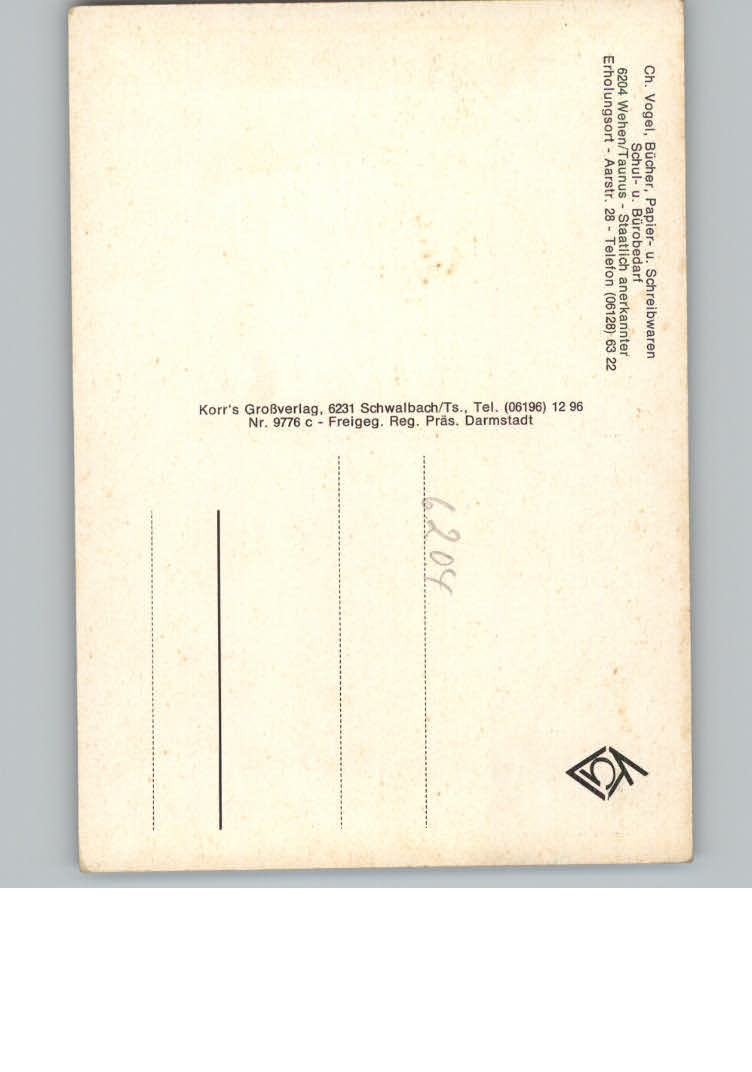 Ch. Vogel, Bücher, Papier- u. Schreibwaren
Schul- u. Bürobedarf
6204 Wehen/Taunus - Staatlich anerkannter
Erholungsort - Aarstr. 28 - Telefon (06128) 63 22
Korr's Großverlag, 6231 Schwalbach/Ts., Tel. (06196) 12 96
Nr. 9776 c - Freigeg. Reg. Präs. Darmstadt
6204